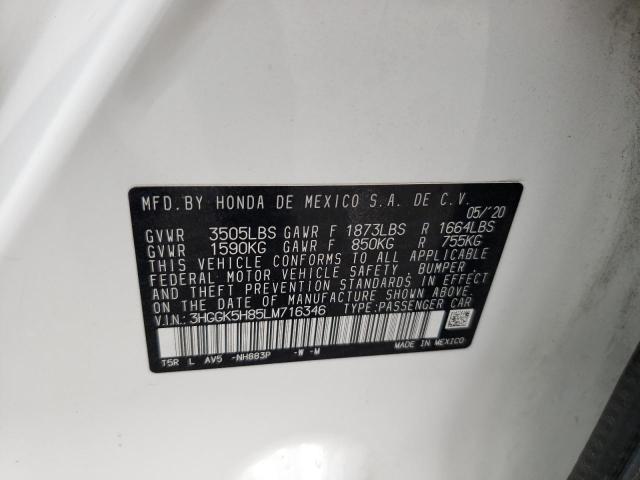 MFD.BY HONDA DE MEXICO S.A. DE C.V.
05/'20
GVWR 3505LBS GAWR F 1873LBS R 1664LBS
GVWR 1590KG GAWR F 850KG R 755KG
THIS VEHICLE CONFORMS TO ALL APPLICABLE
FEDERAL MOTOR VEHICLE SAFETY, BUMPER,
AND THEFT PREVENTION STANDARDS IN EFFECT
ON THE DATE OF MANUFACTURE SHOWN ABOVE.
V.I.N: 3HGGK5H85LM716346 TYPE: PASSENGER CAR
T5R L AV5 -NH883P -W -M
MADE IN MEXICO